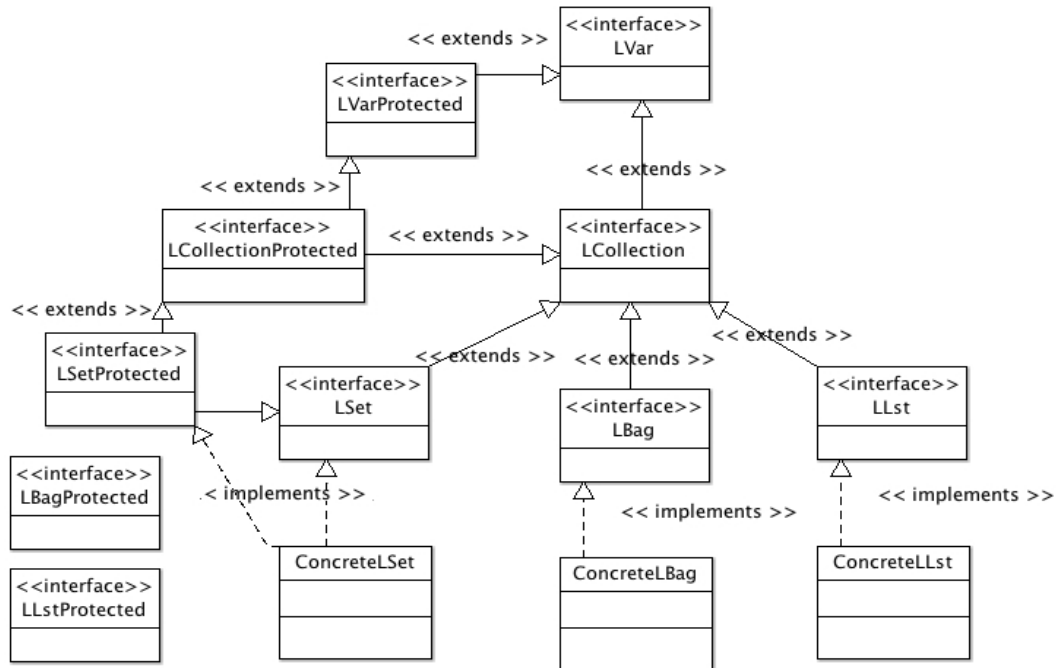 <<interface>>
LVar
<< extends >>
<<interface>>
LVarProtected
<< extends >>
<< extends >>
<<interface>>
LCollectionProtected
<< extends >>
<<interface>>
LCollection
<< extends >>
<<interface>>
LSetProtected
<< extends >>
<< extends >>
<< extends >>
<<interface>>
LSet
<<interface>>
LBag
<<interface>>
LLst
<<interface>>
LBagProtected
< implements >>
<< implements >>
<< implements >>
ConcreteLSet
ConcreteLBag
ConcreteLLst
<<interface>>
LLstProtected